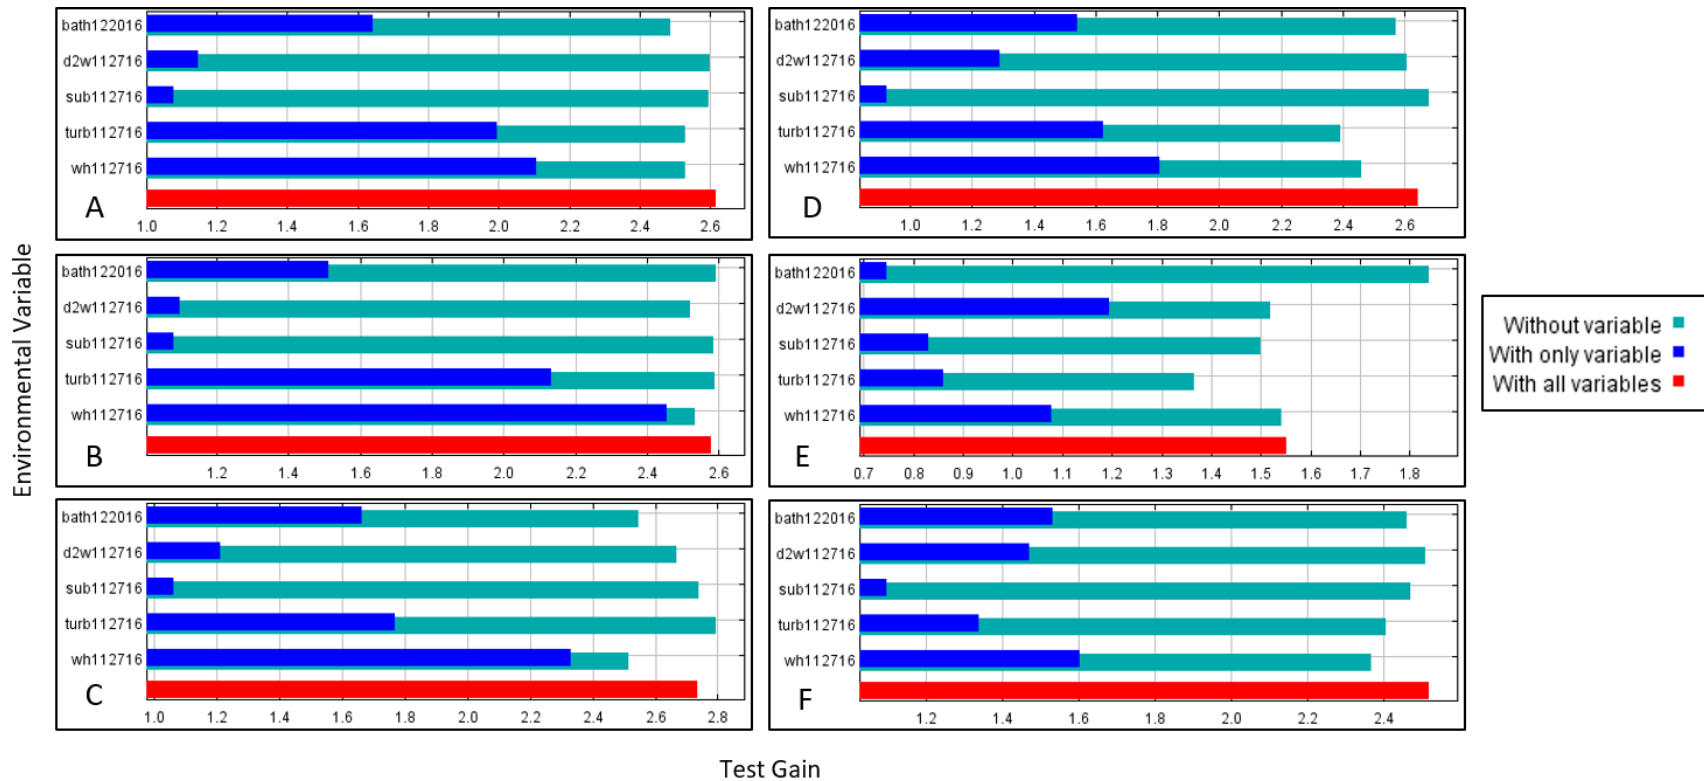 Environmental Variable
bath122016
d2w112716
sub112716
turb112716
wh112716
A
1.0 1.2 1.4 1.6 1.8 2.0 2.2 2.4 2.6
bath122016
d2w112716
sub112716
turb112716
wh112716
B
1.2 1.4 1.6 1.8 2.0 2.2 2.4 2.6
bath122016
d2w112716
sub112716
turb112716
wh112716
C
1.0 1.2 1.4 1.6 1.8 2.0 2.2 2.4 2.6 2.8
bath122016
d2w112716
sub112716
turb112716
wh112716
D
1.0 1.2 1.4 1.6 1.8 2.0 2.2 2.4 2.6
bath122016
d2w112716
sub112716
turb112716
wh112716
E
0.7 0.8 0.9 1.0 1.1 1.2 1.3 1.4 1.5 1.6 1.7 1.8
bath122016
d2w112716
sub112716
turb112716
wh112716
F
1.2 1.4 1.6 1.8 2.0 2.2 2.4
Without variable
With only variable
With all variables
Test Gain